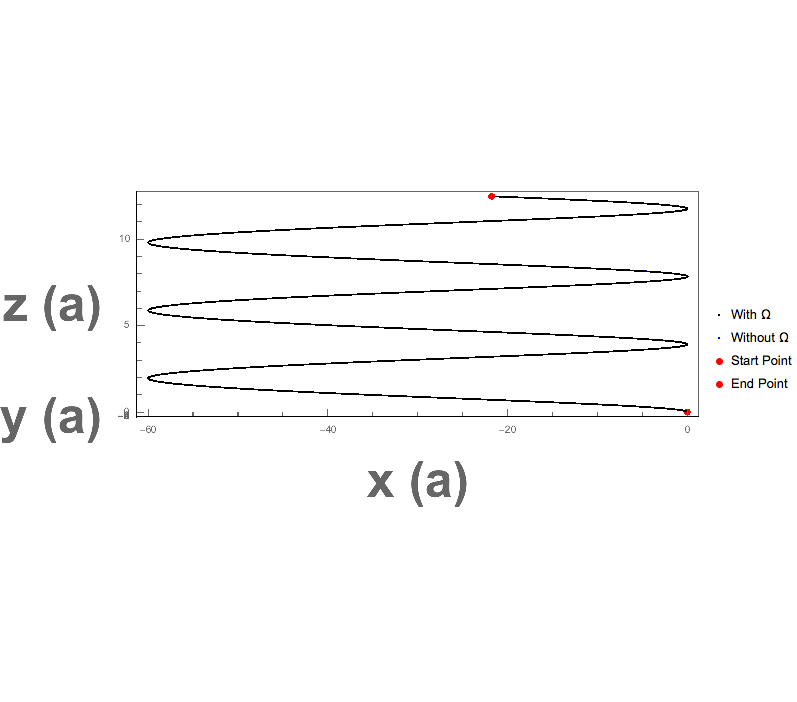 10
z (a)
5
y (a)
0
-60
-40
-20
0
x (a)
With Ω
Without Ω
Start Point
End Point